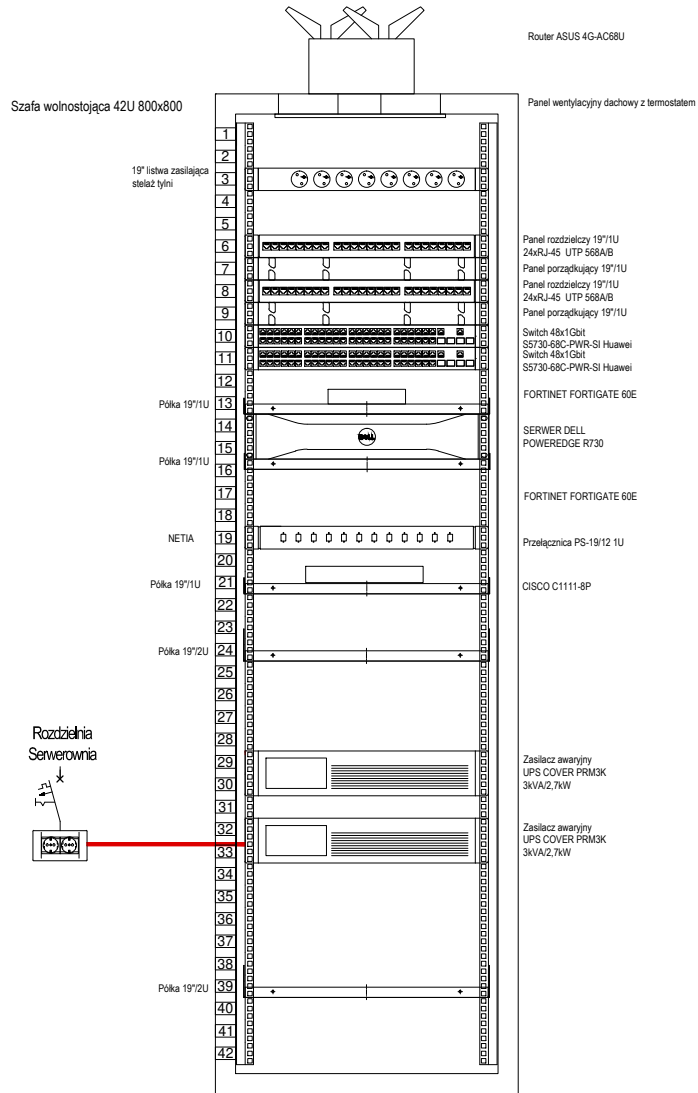 Router ASUS 4G-AC68U
Szafa wolnostojąca 42U 800x800
Panel wentylacyjny dachowy z termostatem
1
2
19" listwa zasilająca
stelaż tylni
3
4
5
6
Panel rozdzielczy 19"/1U
24xRJ-45 UTP 568A/B
7
Panel porządkujący 19"/1U
8
Panel rozdzielczy 19"/1U
24xRJ-45 UTP 568A/B
9
Panel porządkujący 19"/1U
10
Switch 48x1Gbit
S5730-68C-PWR-SI Huawei
11
Switch 48x1Gbit
S5730-68C-PWR-SI Huawei
12
FORTINET FORTIGATE 60E
Półka 19"/1U
13
14
SERWER DELL
POWEREDGE R730
DELL
15
Półka 19"/1U
16
17
FORTINET FORTIGATE 60E
18
NETIA
19
Przełącznica PS-19/12 1U
20
Półka 19"/1U
21
CISCO C1111-8P
22
23
Półka 19"/2U
24
25
26
27
28
Rozdzielnia
Serwerownia
29
30
Zasilacz awaryjny
UPS COVER PRM3K
3kVA/2,7kW
31
32
33
Zasilacz awaryjny
UPS COVER PRM3K
3kVA/2,7kW
34
35
36
37
38
Półka 19"/2U
39
40
41
42